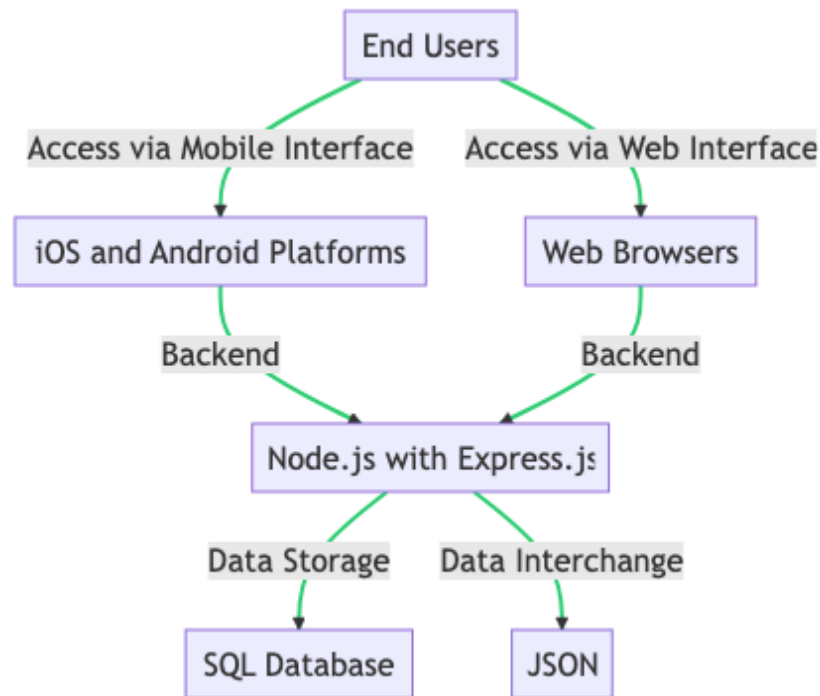 End Users
Access via Mobile Interface
Access via Web Interface
iOS and Android Platforms
Web Browsers
Backend
Backend
Node.js with Express.js
Data Storage
Data Interchange
SQL Database
JSON